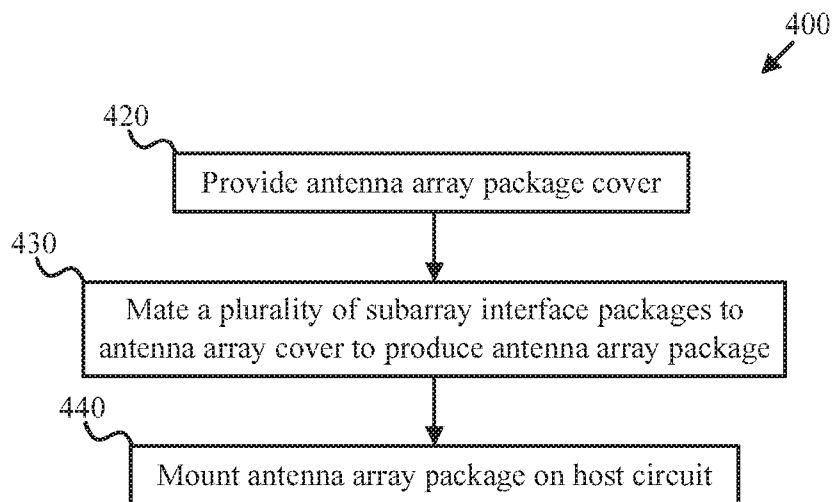 400
420
Provide antenna array package cover
430
Mate a plurality of subarray interface packages to
antenna array cover to produce antenna array package
440
Mount antenna array package on host circuit